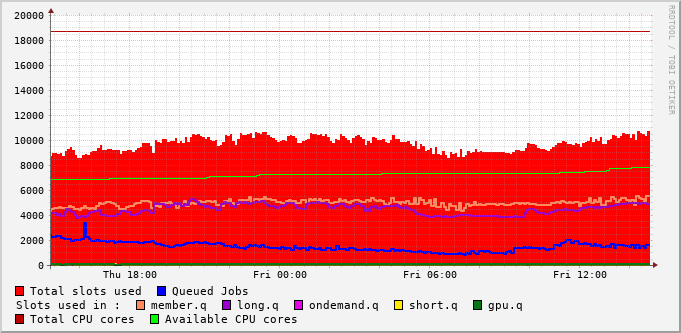 20000
18000
16000
14000
12000
10000
8000
6000
4000
2000
0
Thu 18:00 Fri 00:00 Fri 06:00 Fri 12:00
Total slots used Queued Jobs
Slots used in : member.q long.q ondemand.q short.q gpu.q
Total CPU cores Available CPU cores
RRDTOOL / TOBI OETIKER